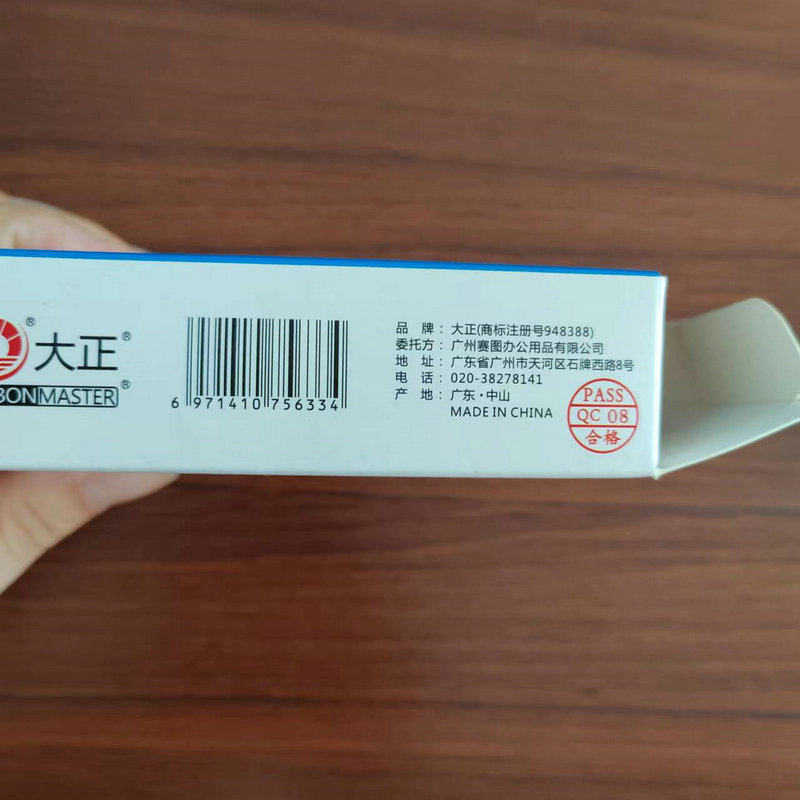 大正®
BONMASTER®
6 971410 756334
品 牌：大正(商标注册号948388)
委托方：广州赛图办公用品有限公司
地 址：广东省广州市天河区石牌西路8号
电 话：020-38278141
产 地：广东·中山
MADE IN CHINA
PASS
QC 08
合格